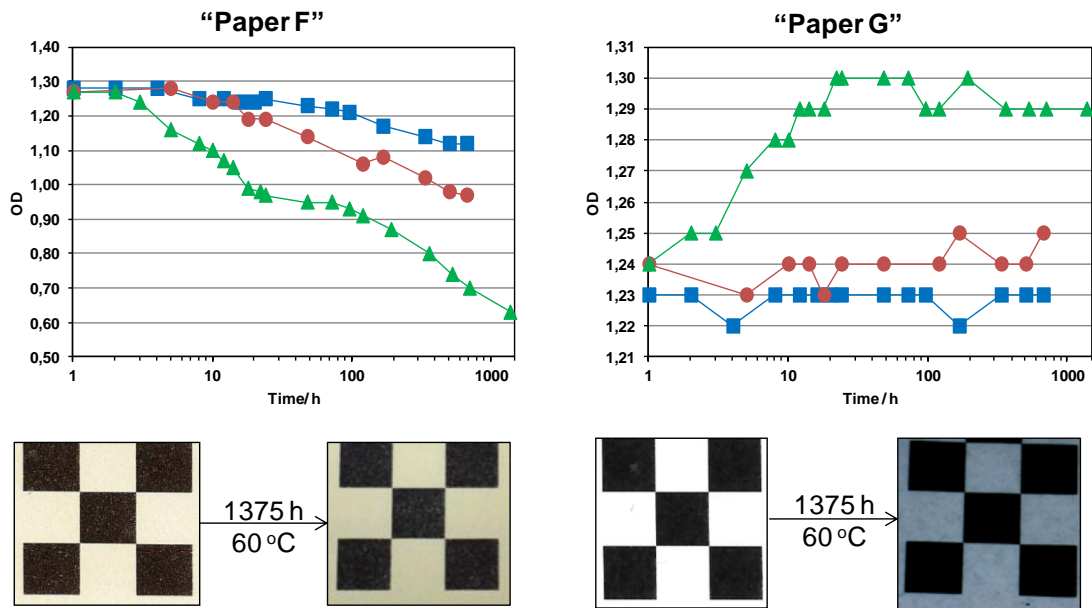 “Paper F”
1,40
1,30
1,20
1,10
1,00
0,90
0,80
0,70
0,60
0,50
OD
1 10 100 1000
Time/ h
“Paper G”
1,31
1,30
1,29
1,28
1,27
1,26
1,25
1,24
1,23
1,22
1,21
OD
1 10 100 1000
Time/ h
1375 h
60 °C
1375 h
60 °C